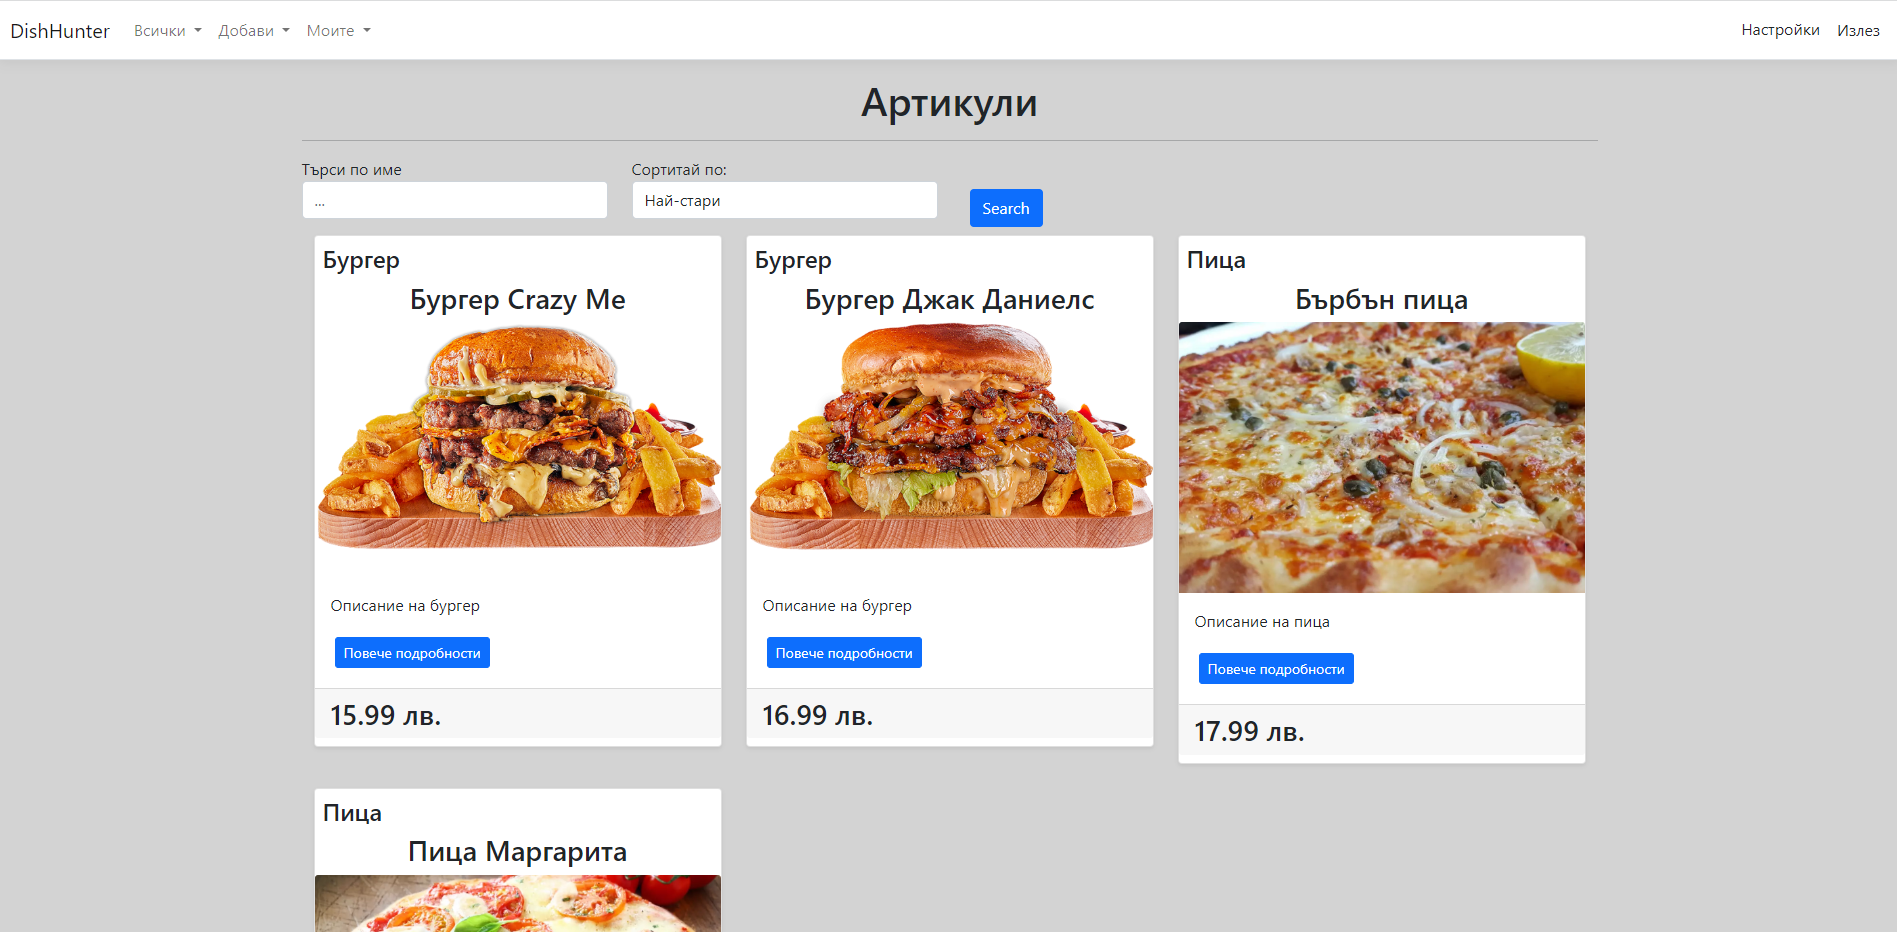 DishHunter Всички Добави Моите Настройки Излез
Артикули
Търси по име Сортитай по:
... Най-стари Search
Бургер
Бургер Crazy Me
Описание на бургер
Повече подробности
15.99 лв.
Бургер
Бургер Джак Даниелс
Описание на бургер
Повече подробности
16.99 лв.
Пица
Бърбън пица
Описание на пица
Повече подробности
17.99 лв.
Пица
Пица Маргарита